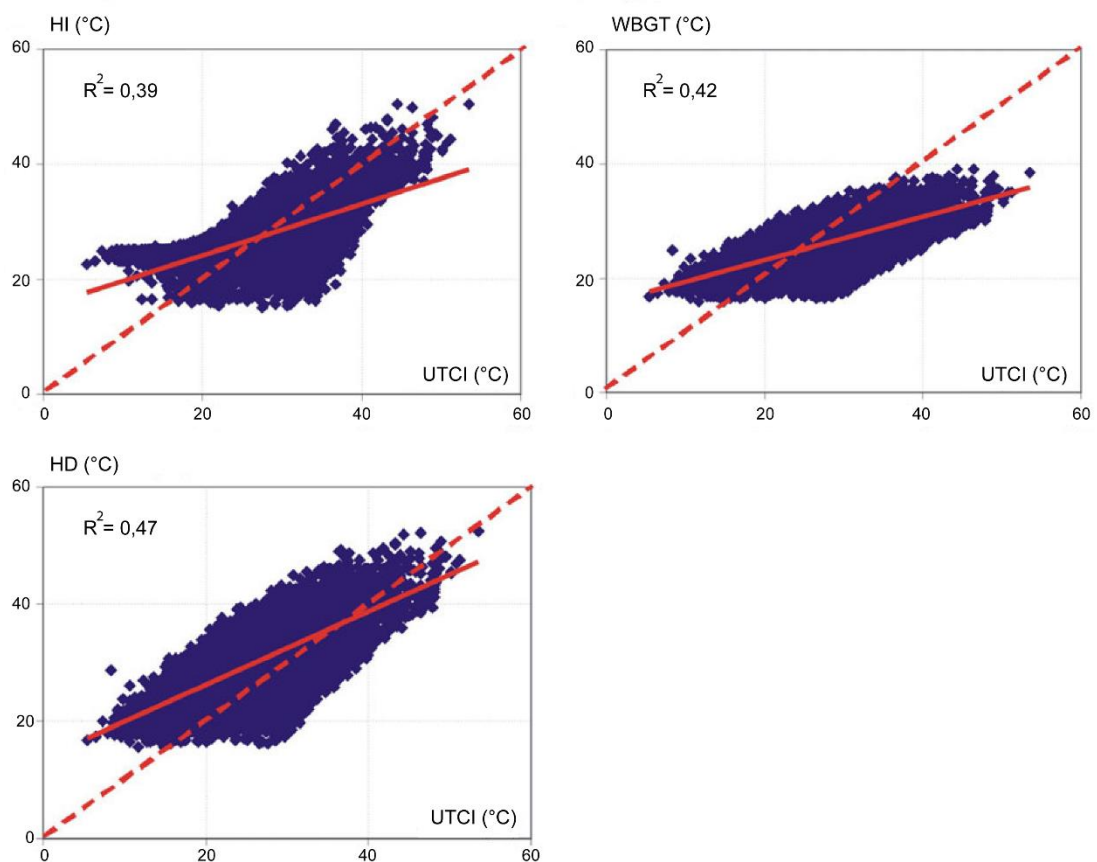 HI (°C)
60
R²= 0,39
40
20
0
UTCI (°C)
0 20 40 60
WBGT (°C)
60
R²= 0,42
40
20
0
UTCI (°C)
0 20 40 60
HD (°C)
60
R²= 0,47
40
20
0
UTCI (°C)
0 20 40 60